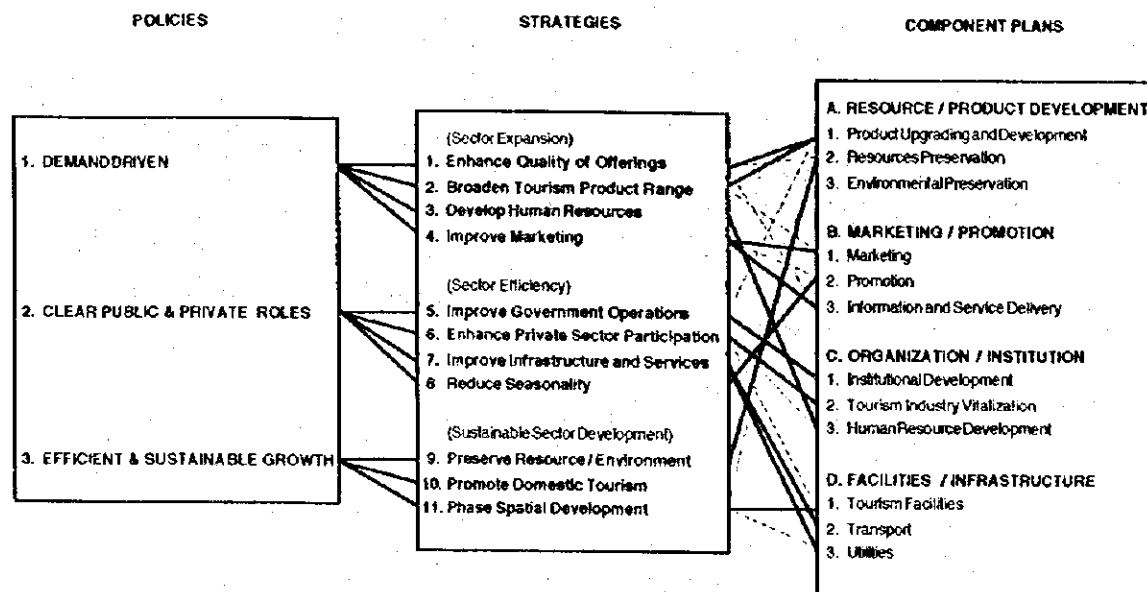 POLICIES
STRATEGIES
COMPONENT PLANS
1. DEMAND DRIVEN
2. CLEAR PUBLIC & PRIVATE ROLES
3. EFFICIENT & SUSTAINABLE GROWTH
(Sector Expansion)
1. Enhance Quality of Offerings
2. Broaden Tourism Product Range
3. Develop Human Resources
4. Improve Marketing
(Sector Efficiency)
5. Improve Government Operations
6. Enhance Private Sector Participation
7. Improve Infrastructure and Services
8 Reduce Seasonality
(Sustainable Sector Development)
9. Preserve Resource / Environment
10. Promote Domestic Tourism
11. Phase Spatial Development
A. RESOURCE / PRODUCT DEVELOPMENT
1. Product Upgrading and Development
2. Resources Preservation
3. Environmental Preservation
B. MARKETING / PROMOTION
1. Marketing
2. Promotion
3. Information and Service Delivery
C. ORGANIZATION / INSTITUTION
1. Institutional Development
2. Tourism Industry Vitalization
3. Human Resource Development
D. FACILITIES / INFRASTRUCTURE
1. Tourism Facilities
2. Transport
3. Utilities